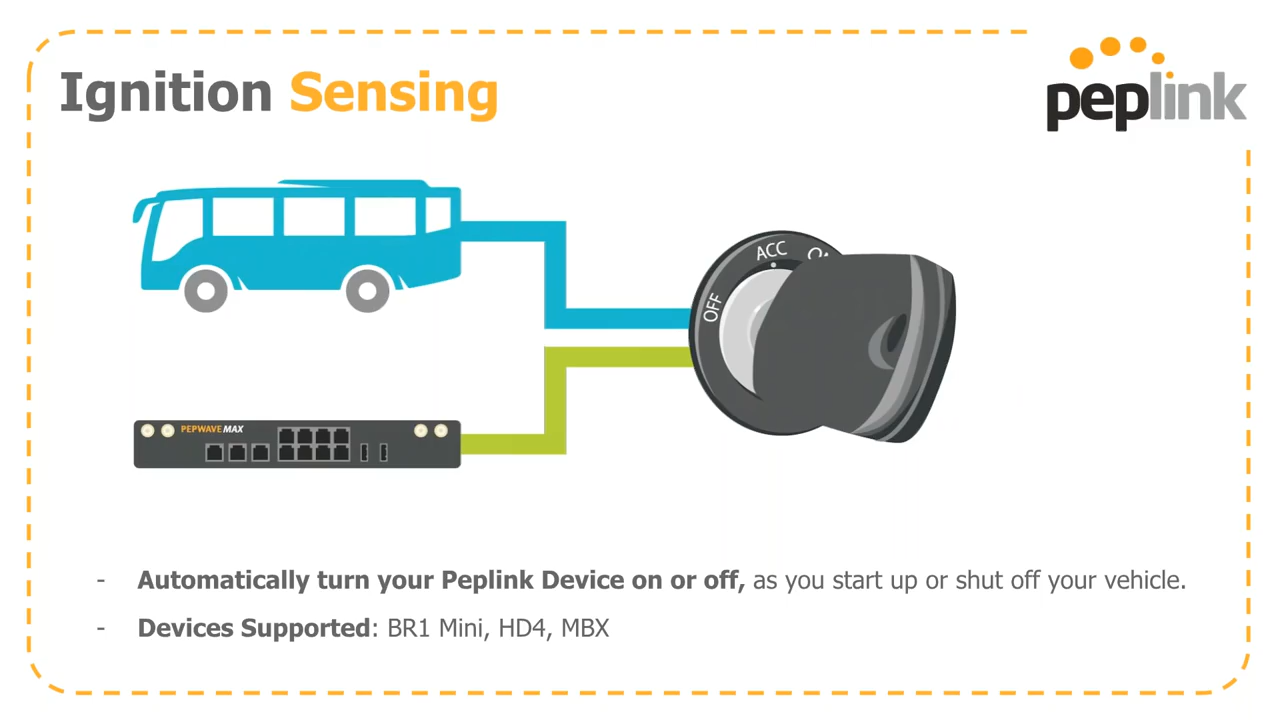 Ignition Sensing
peplink
ACC
OFF
PEPWAVE MAX
- Automatically turn your Peplink Device on or off, as you start up or shut off your vehicle.
- Devices Supported: BR1 Mini, HD4, MBX